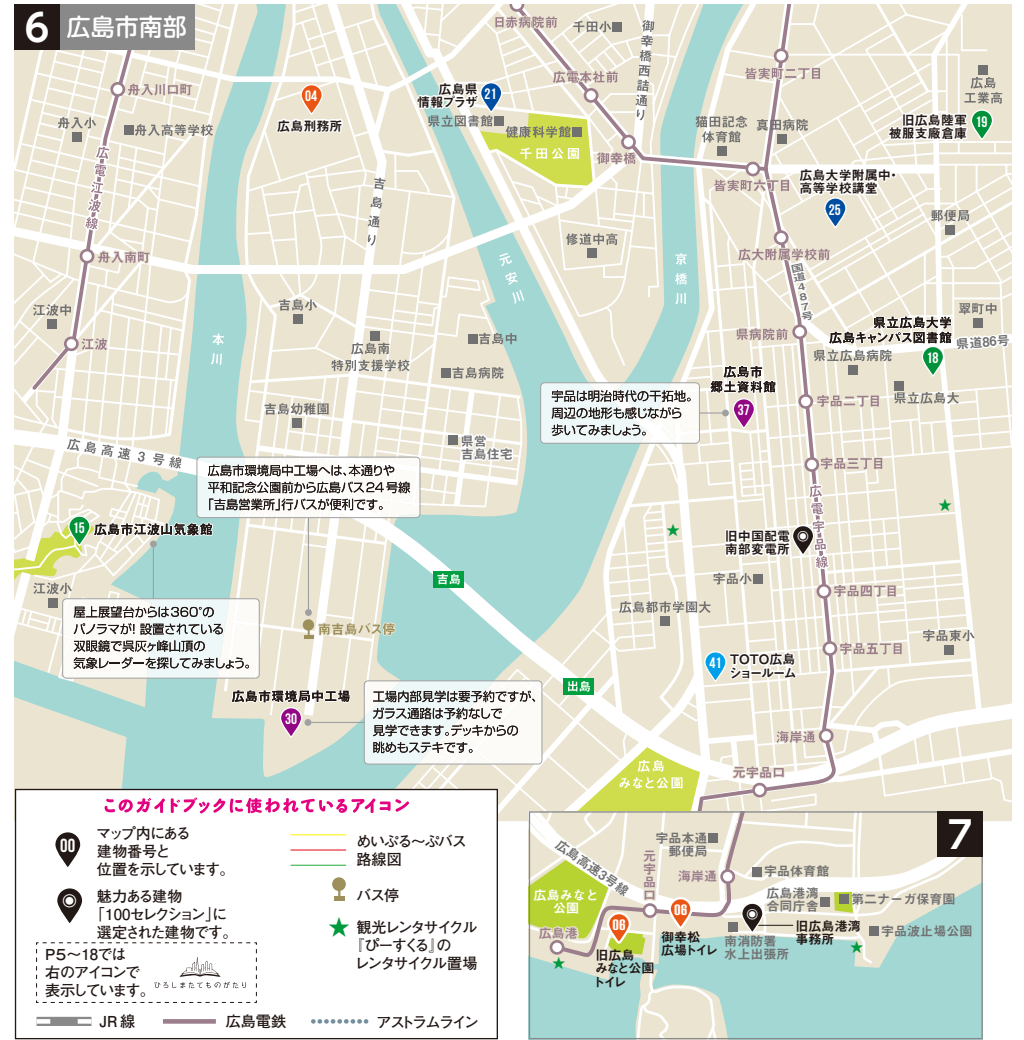 6 広島市南部
日赤病院前
千田小
御幸橋西詰通り
皆実町二丁目
舟入川口町
04
広島刑務所
広島県
情報プラザ
21
広電本社前
広島
工業高
舟入小
舟入高等学校
県立図書館
健康科学館
千田公園
猫田記念
体育館
真田病院
旧広島陸軍
被服支廠倉庫
19
御幸橋
皆実町六丁目
広島大学附属中・
高等学校講堂
25
広電江波線
吉島通り
郵便局
修道中高
広大附属学校前
舟入南町
元安川
京橋川
国道487号
江波中
吉島小
翠町中
本川
江波
広島南
特別支援学校
吉島中
県病院前
県立広島大学
広島キャンパス図書館
18
県道86号
県立広島病院
吉島病院
広島市
郷土資料館
37
県立広島大
宇品は明治時代の干拓地。
周辺の地形も感じながら
歩いてみましょう。
宇品二丁目
吉島幼稚園
県営
吉島住宅
広島高速3号線
宇品三丁目
広島市環境局中工場へは、本通りや
平和記念公園前から広島バス24号線
「吉島営業所」行バスが便利です。
広電宇品線
15
広島市江波山気象館
旧中国配電
南部変電所
吉島
宇品小
江波小
宇品四丁目
広島都市学園大
屋上展望台からは360°の
パノラマが! 設置されている
双眼鏡で呉灰ヶ峰山頂の
気象レーダーを探してみましょう。
南吉島バス停
宇品東小
宇品五丁目
41
TOTO広島
ショールーム
出島
広島市環境局中工場
30
工場内部見学は要予約ですが、
ガラス通路は予約なしで
見学できます。デッキからの
眺めもステキです。
海岸通
広島
みなと公園
元宇品口
このガイドブックに使われているアイコン
00
マップ内にある
建物番号と
位置を示しています。
魅力ある建物
「100セレクション」に
選定された建物です。
P5〜18では
右のアイコンで
表示しています。
ひろしまたてものがたり
めいぷる〜ぷバス
路線図
バス停
観光レンタサイクル
『ぴーすくる』の
レンタサイクル置場
JR線
広島電鉄
アストラムライン
7
広島高速3号線
宇品本通
郵便局
元宇品口
海岸通
宇品体育館
広島みなと
公園
広島港湾
合同庁舎
第二ナーガ保育園
06
06
広島港
御幸松
広場トイレ
旧広島港湾
事務所
宇品波止場公園
旧広島
みなと公園
トイレ
南消防署
水上出張所